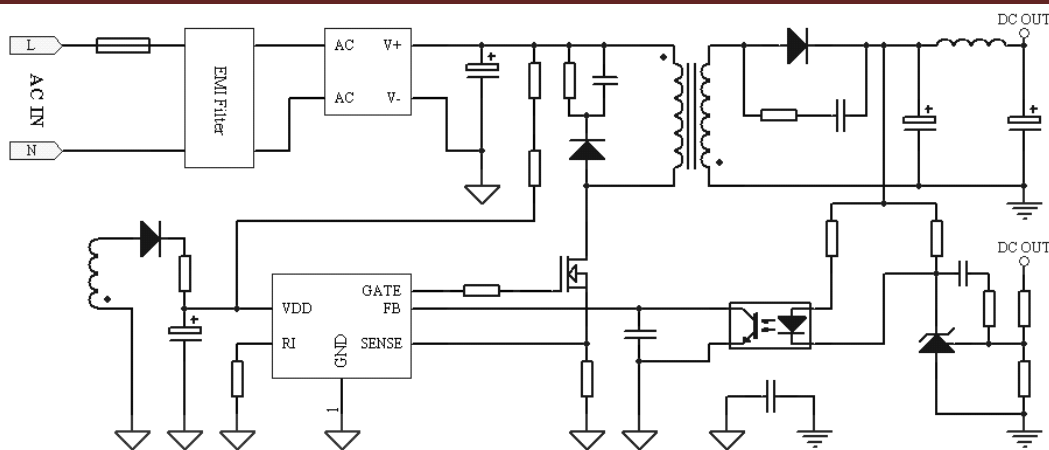 DC OUT
L
AC
V+
+
AC IN
EMI Filter
AC
V-
+
+
N
DC OUT
GATE
VDD
FB
+
RI
GND
SENSE
1